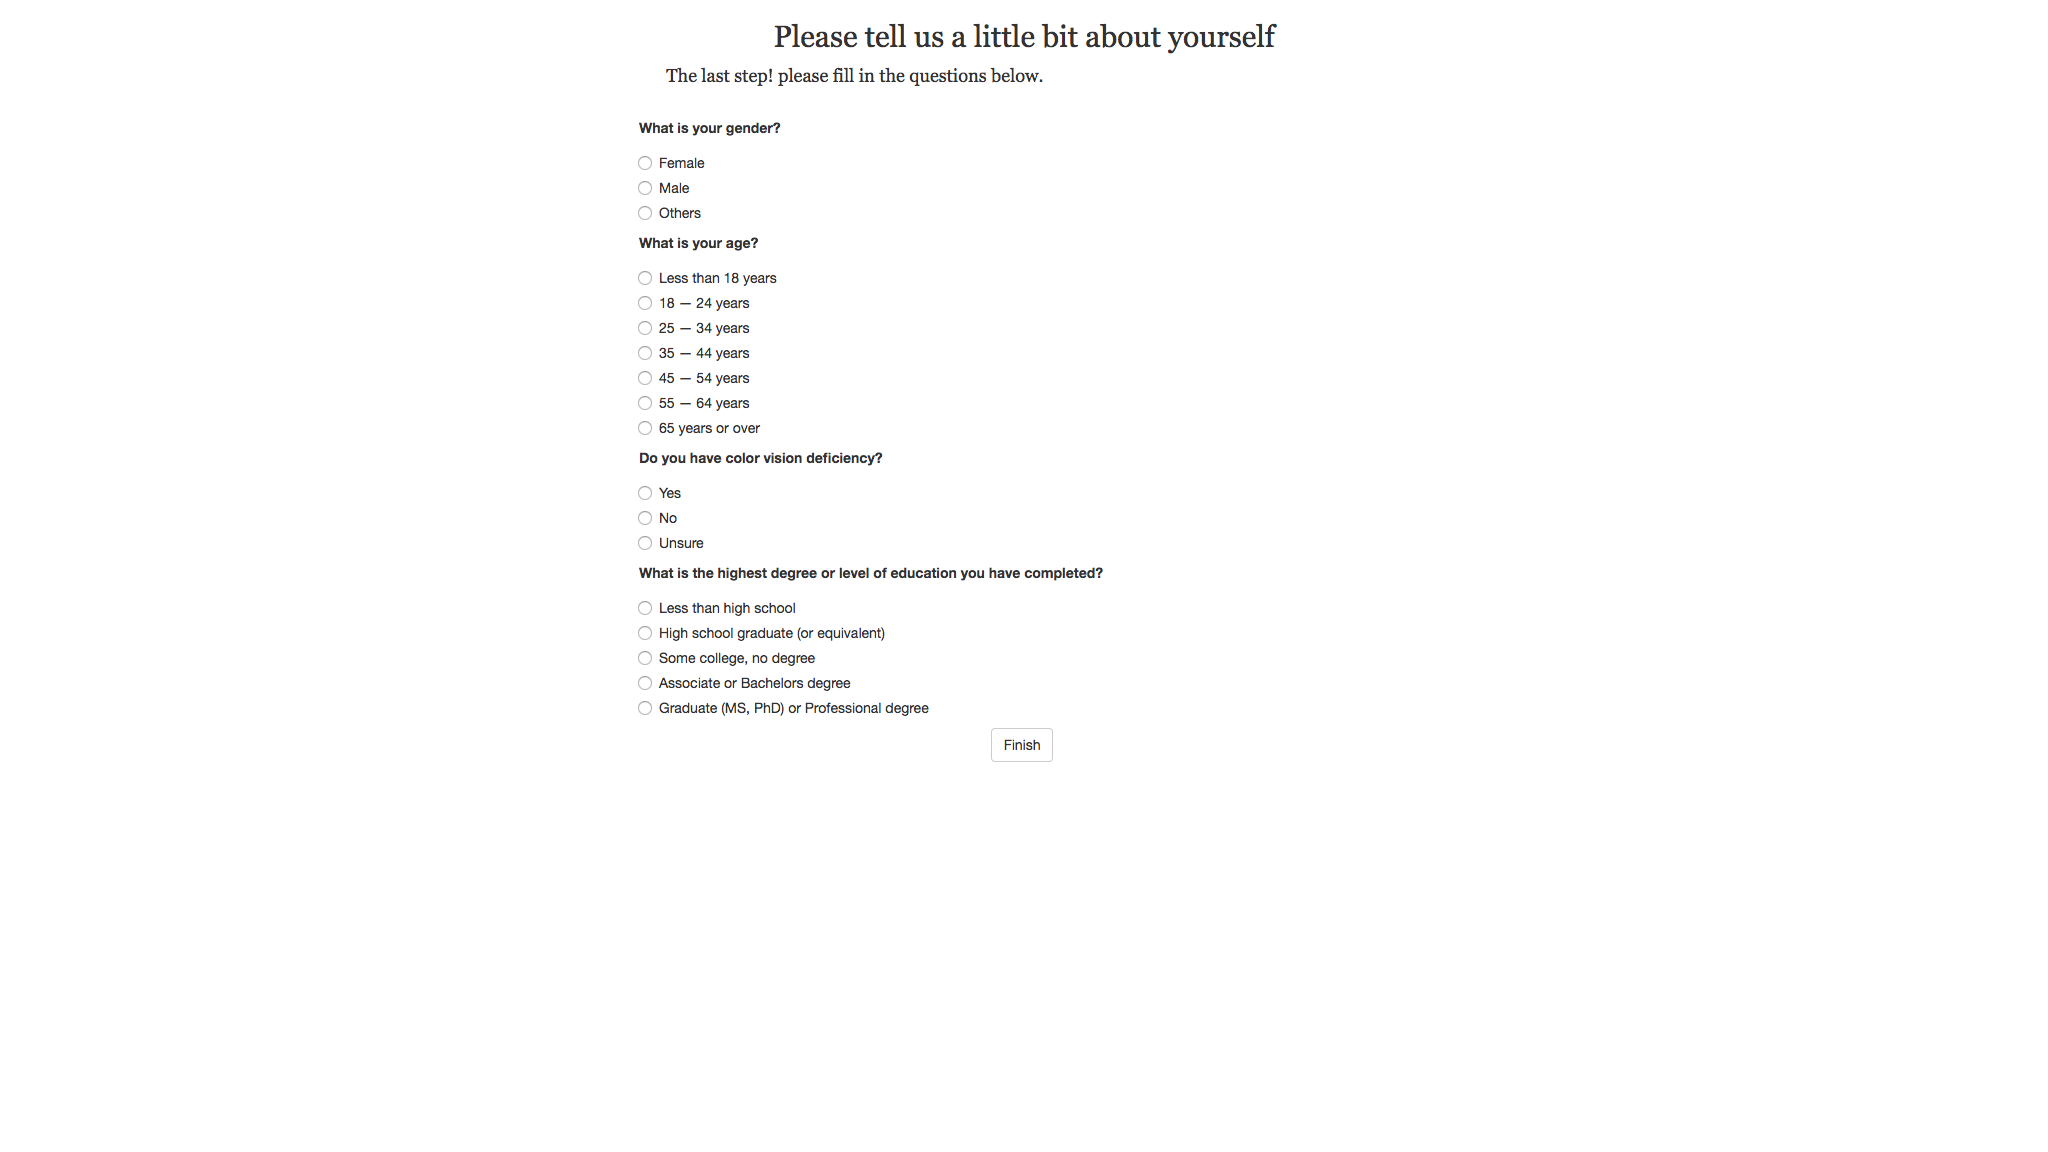 Please tell us a little bit about yourself
The last step! please fill in the questions below.
What is your gender?
Female
Male
Others
What is your age?
Less than 18 years
18 — 24 years
25 — 34 years
35 — 44 years
45 — 54 years
55 — 64 years
65 years or over
Do you have color vision deficiency?
Yes
No
Unsure
What is the highest degree or level of education you have completed?
Less than high school
High school graduate (or equivalent)
Some college, no degree
Associate or Bachelors degree
Graduate (MS, PhD) or Professional degree
Finish